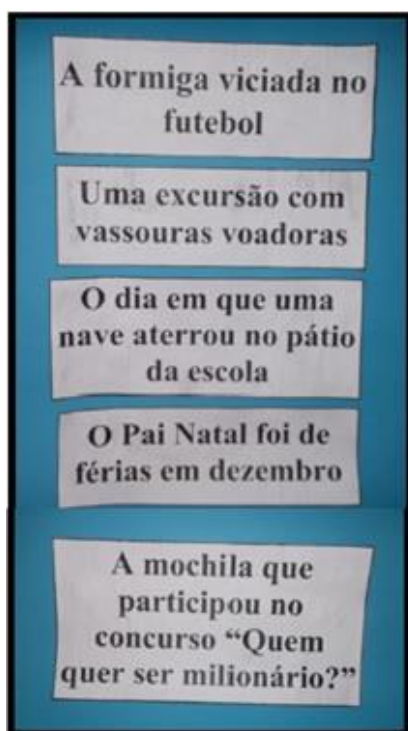 A formiga viciada no
futebol
Uma excursão com
vassouras voadoras
O dia em que uma
nave aterrou no pátio
da escola
O Pai Natal foi de
férias em dezembro
A mochila que
participou no
concurso “Quem
quer ser milionário?”